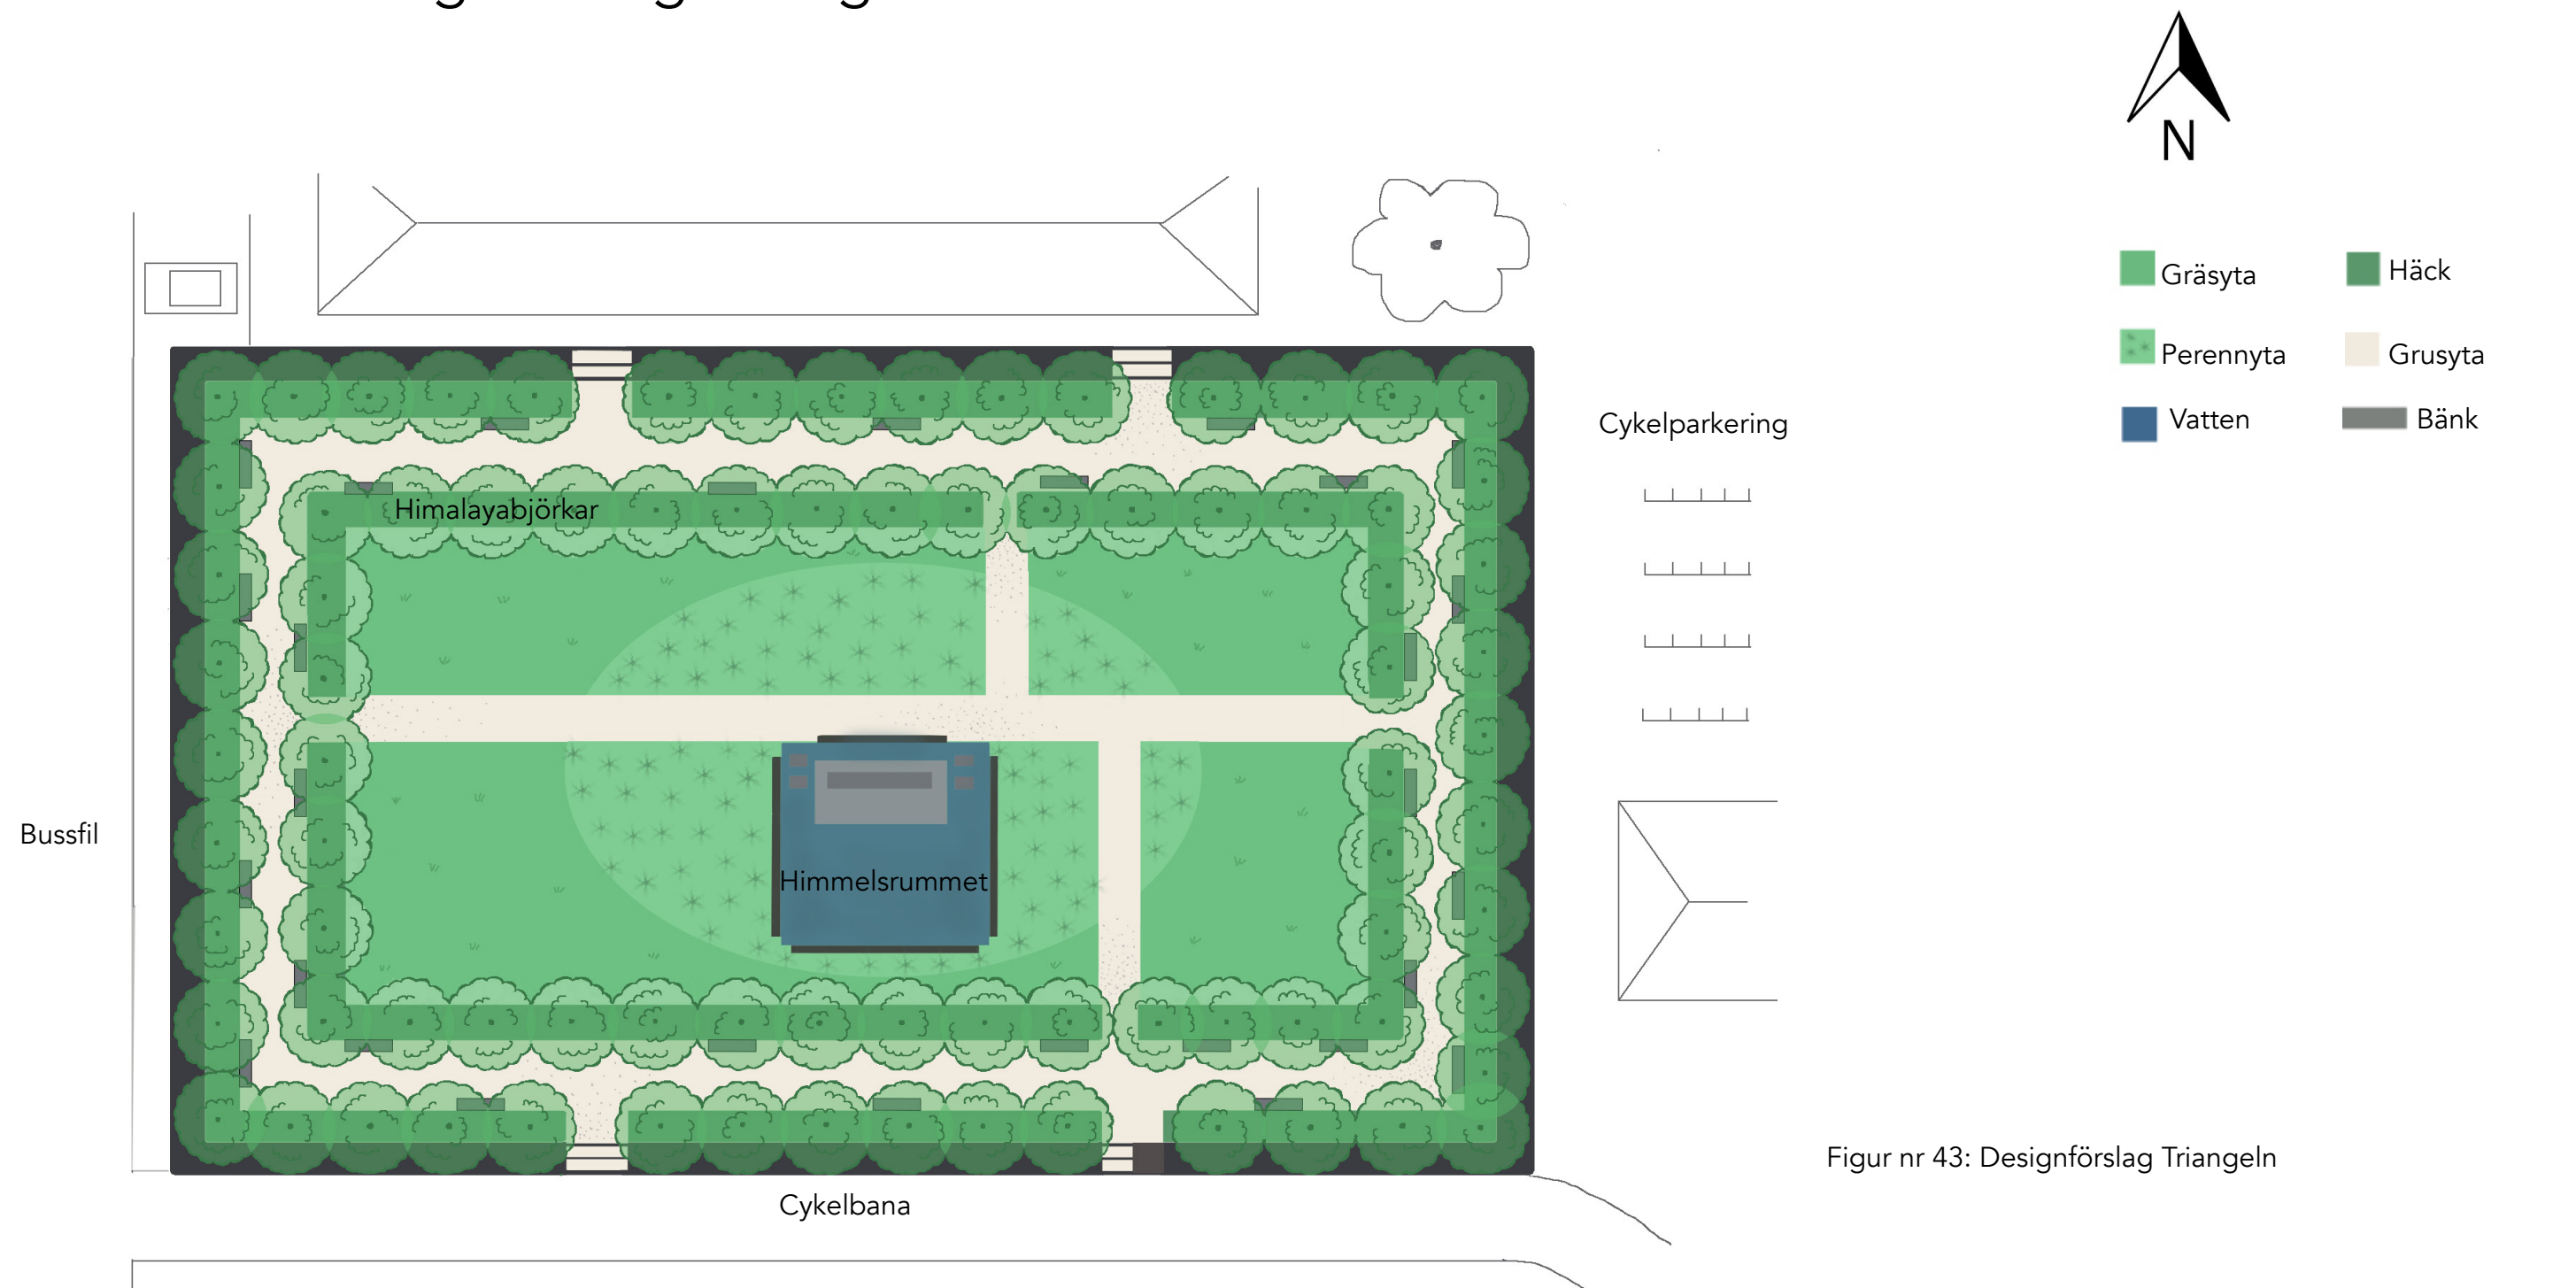 N
Gräsyta
Häck
Perennyta
Grusyta
Vatten
Bänk
Cykelparkering
Himalayabjörkar
Bussfil
Himmelsrummet
Figur nr 43: Designförslag Triangeln
Cykelbana